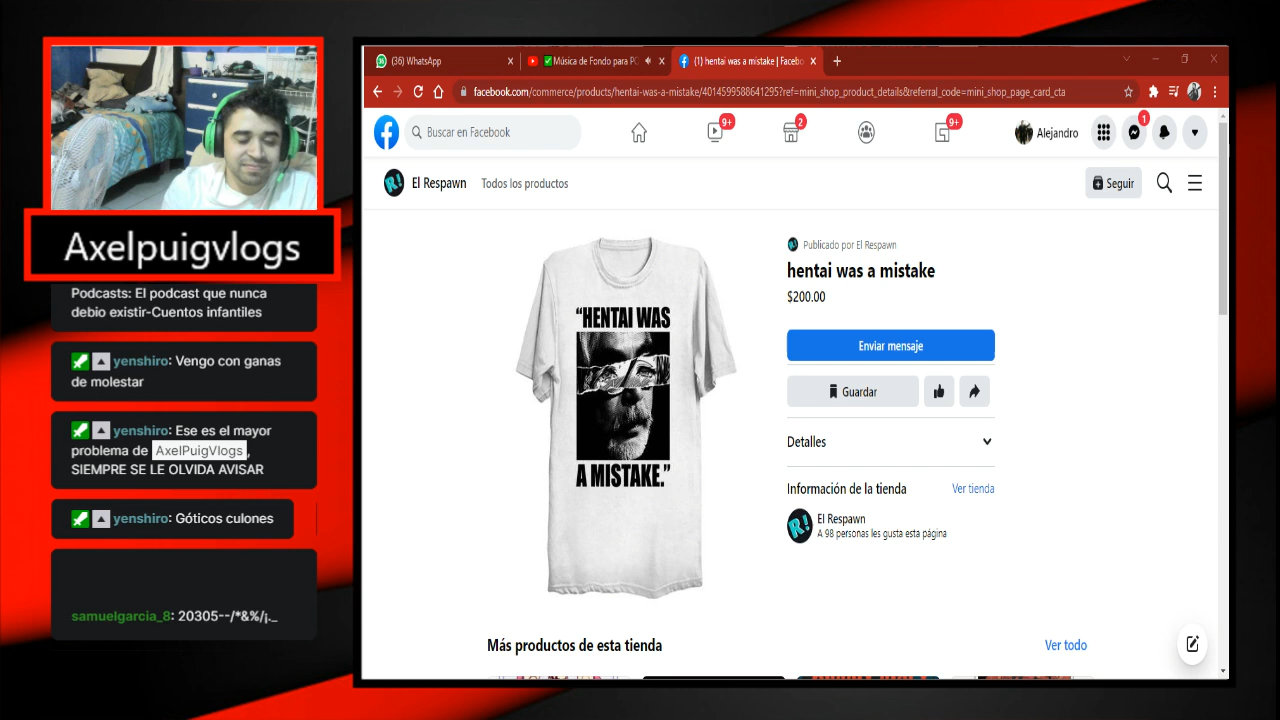 Axelpuigvlogs
Podcasts: El podcast que nunca
debio existir-Cuentos infantiles
yenshiro: Vengo con ganas
de molestar
yenshiro: Ese es el mayor
problema de AxelPuigVlogs,
SIEMPRE SE LE OLVIDA AVISAR
yenshiro: Góticos culones
samuelgarcia_8: 20305--/*&%/¡._
(36) WhatsApp
Música de Fondo para PC
(1) hentai was a mistake | Facebo
facebook.com/commerce/products/hentai-was-a-mistake/4014599588641295?ref=mini_shop_product_details&referral_code=mini_shop_page_card_cta
Buscar en Facebook
9+
2
9+
Alejandro
1
R! El Respawn
Todos los productos
Seguir
"HENTAI WAS
A MISTAKE."
Publicado por El Respawn
hentai was a mistake
$200.00
Enviar mensaje
Guardar
Detalles
Información de la tienda
Ver tienda
R! El Respawn
A 98 personas les gusta esta página
Más productos de esta tienda
Ver todo